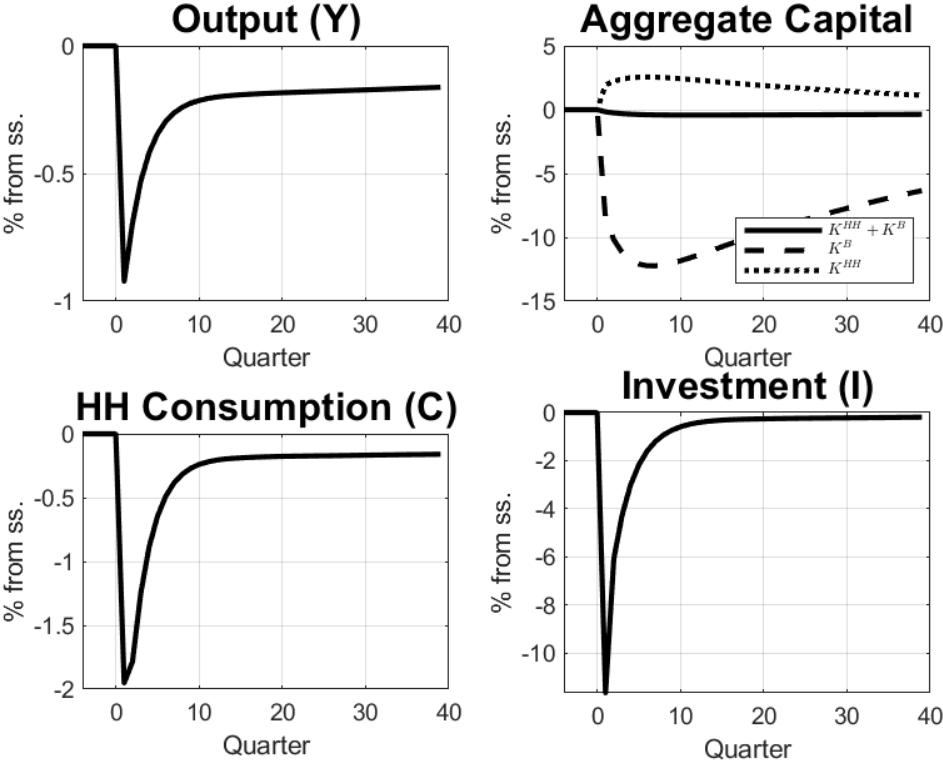 Output (Y)
0
-0.5
-1
% from ss.
0 10 20 30 40
Quarter
Aggregate Capital
5
0
-5
-10
-15
% from ss.
K^{HH} + K^{B}
K^{B}
K^{HH}
0 10 20 30 40
Quarter
HH Consumption (C)
0
-0.5
-1
-1.5
-2
% from ss.
0 10 20 30 40
Quarter
Investment (I)
0
-2
-4
-6
-8
-10
% from ss.
0 10 20 30 40
Quarter